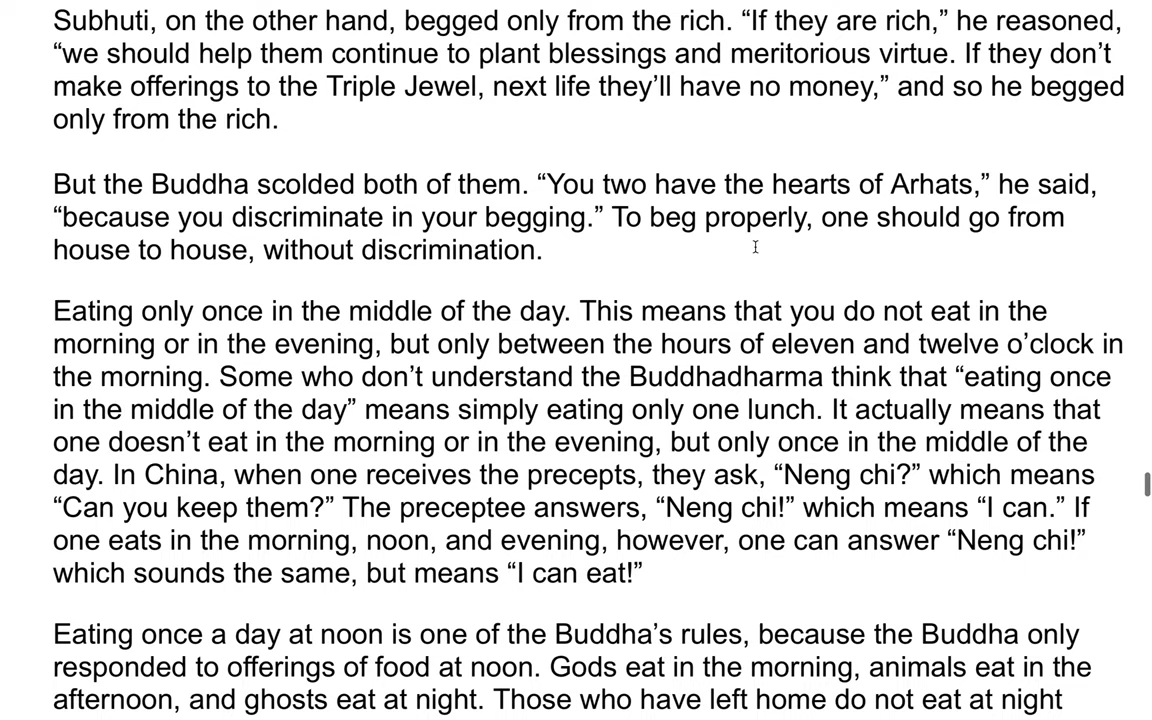 Subhuti, on the other hand, begged only from the rich. “If they are rich,” he reasoned,
“we should help them continue to plant blessings and meritorious virtue. If they don’t
make offerings to the Triple Jewel, next life they’ll have no money,” and so he begged
only from the rich.
But the Buddha scolded both of them. “You two have the hearts of Arhats,” he said,
“because you discriminate in your begging.” To beg properly, one should go from
house to house, without discrimination.
Eating only once in the middle of the day. This means that you do not eat in the
morning or in the evening, but only between the hours of eleven and twelve o’clock in
the morning. Some who don’t understand the Buddhadharma think that “eating once
in the middle of the day” means simply eating only one lunch. It actually means that
one doesn’t eat in the morning or in the evening, but only once in the middle of the
day. In China, when one receives the precepts, they ask, “Neng chi?” which means
“Can you keep them?” The preceptee answers, “Neng chi!” which means “I can.” If
one eats in the morning, noon, and evening, however, one can answer “Neng chi!”
which sounds the same, but means “I can eat!”
Eating once a day at noon is one of the Buddha’s rules, because the Buddha only
responded to offerings of food at noon. Gods eat in the morning, animals eat in the
afternoon, and ghosts eat at night. Those who have left home do not eat at night